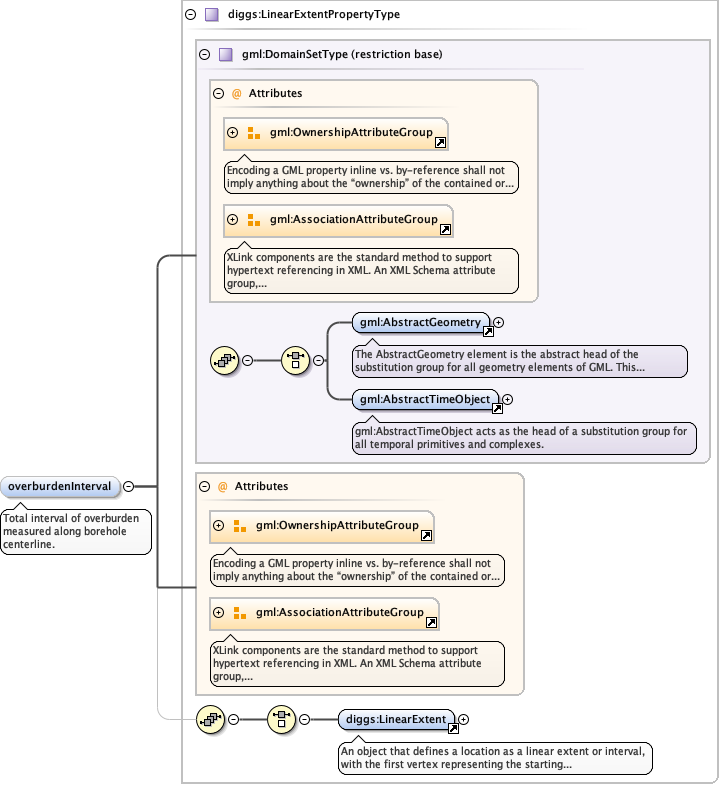 diggs:LinearExtentPropertyType
gml:DomainSetType (restriction base)
@ Attributes
gml:OwnershipAttributeGroup
Encoding a GML property inline vs. by-reference shall not
imply anything about the “ownership” of the contained or...
gml:AssociationAttributeGroup
XLink components are the standard method to support
hypertext referencing in XML. An XML Schema attribute
group,...
gml:AbstractGeometry
The AbstractGeometry element is the abstract head of the
substitution group for all geometry elements of GML. This...
gml:AbstractTimeObject
gml:AbstractTimeObject acts as the head of a substitution group for
all temporal primitives and complexes.
overburdenInterval
Total interval of overburden
measured along borehole
centerline.
@ Attributes
gml:OwnershipAttributeGroup
Encoding a GML property inline vs. by-reference shall not
imply anything about the “ownership” of the contained or...
gml:AssociationAttributeGroup
XLink components are the standard method to support
hypertext referencing in XML. An XML Schema attribute
group,...
diggs:LinearExtent
An object that defines a location as a linear extent or interval,
with the first vertex representing the starting...